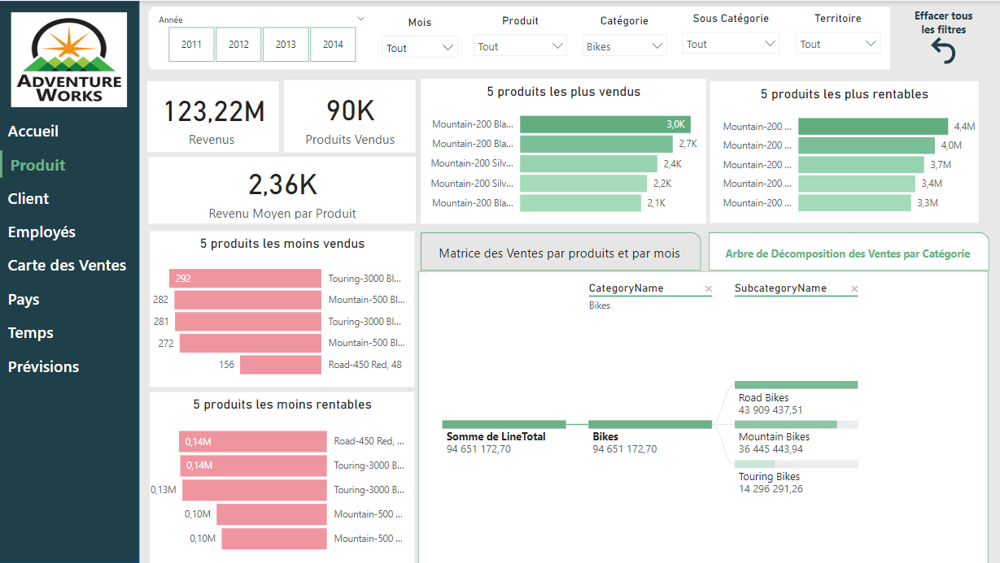 ADVENTURE
WORKS
Accueil
Produit
Client
Employés
Carte des Ventes
Pays
Temps
Prévisions
Année
2011
2012
2013
2014
Mois
Tout
Produit
Tout
Catégorie
Bikes
Sous Catégorie
Tout
Territoire
Tout
Effacer tous
les filtres
123,22M
Revenus
90K
Produits Vendus
2,36K
Revenu Moyen par Produit
5 produits les plus vendus
Mountain-200 Bla... 3,0K
Mountain-200 Bla... 2,7K
Mountain-200 Silv... 2,4K
Mountain-200 Silv... 2,2K
Mountain-200 Bla... 2,1K
5 produits les plus rentables
Mountain-200 ... 4,4M
Mountain-200 ... 4,0M
Mountain-200 ... 3,7M
Mountain-200 ... 3,4M
Mountain-200 ... 3,3M
5 produits les moins vendus
292 Touring-3000 Bl...
282 Mountain-500 Bl...
281 Touring-3000 Bl...
272 Mountain-500 Bl...
156 Road-450 Red, 48
5 produits les moins rentables
0,14M Road-450 Red, ...
0,14M Touring-3000 B...
0,13M Touring-3000 B...
0,10M Mountain-500 ...
0,10M Mountain-500 ...
Matrice des Ventes par produits et par mois
Arbre de Décomposition des Ventes par Catégorie
CategoryName
Bikes
SubcategoryName
Somme de LineTotal
94 651 172,70
Bikes
94 651 172,70
Road Bikes
43 909 437,51
Mountain Bikes
36 445 443,94
Touring Bikes
14 296 291,26